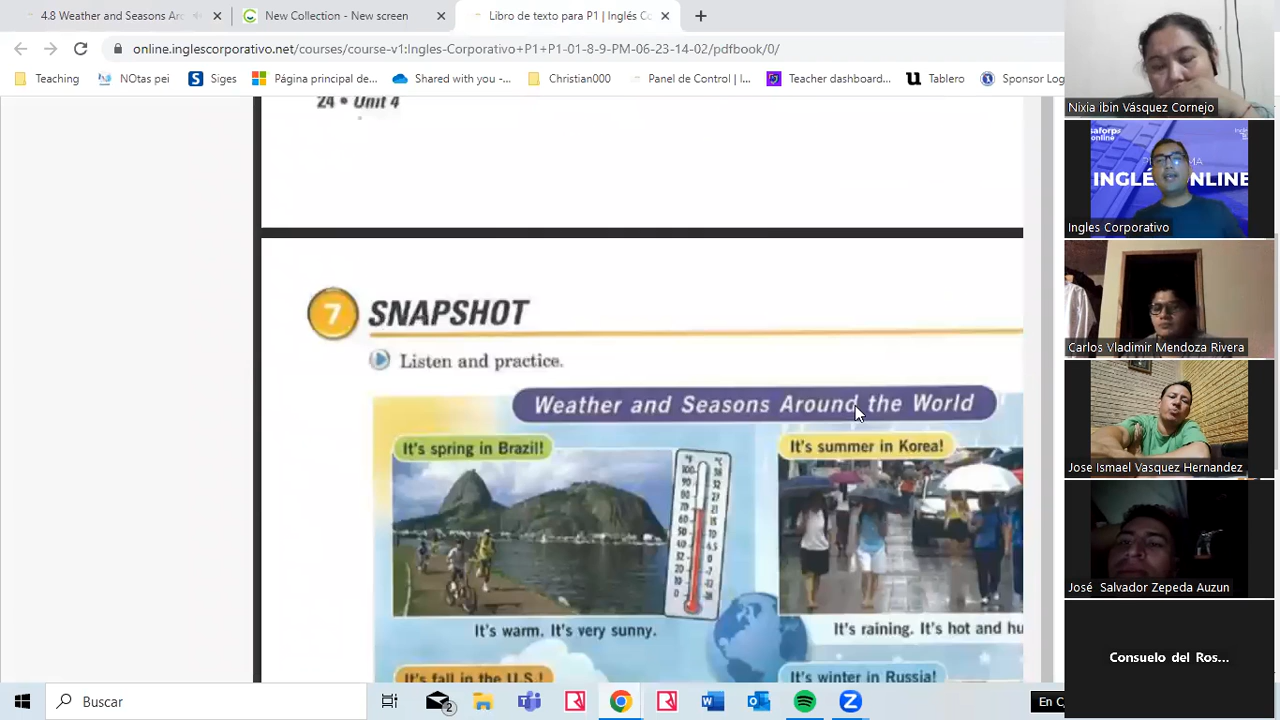 4.8 Weather and Seasons Aro
New Collection - New screen
Libro de texto para P1 | Inglés Co
online.inglescorporativo.net/courses/course-v1:Ingles-Corporativo+P1+P1-01-8-9-PM-06-23-14-02/pdfbook/0/
Teaching
NOtas pei
Siges
Página principal de...
Shared with you -...
Christian000
Panel de Control | I...
Teacher dashboard...
Tablero
Sponsor Log
24 • Unit 4
7 SNAPSHOT
Listen and practice.
Weather and Seasons Around the World
It's spring in Brazil!
It's summer in Korea!
It's warm. It's very sunny.
It's raining. It's hot and hu
It's fall in the U.S.!
It's winter in Russia!
Buscar
2
Nixia ibin Vásquez Cornejo
INGLÉS ONLINE
Ingles Corporativo
Carlos Vladimir Mendoza Rivera
Jose Ismael Vasquez Hernandez
José Salvador Zepeda Auzun
Consuelo del Ros...